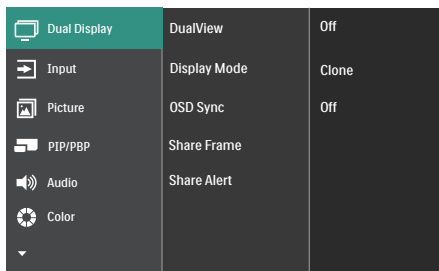 Dual Display
Input
Picture
PIP/PBP
Audio
Color
DualView
Display Mode
OSD Sync
Share Frame
Share Alert
Off
Clone
Off